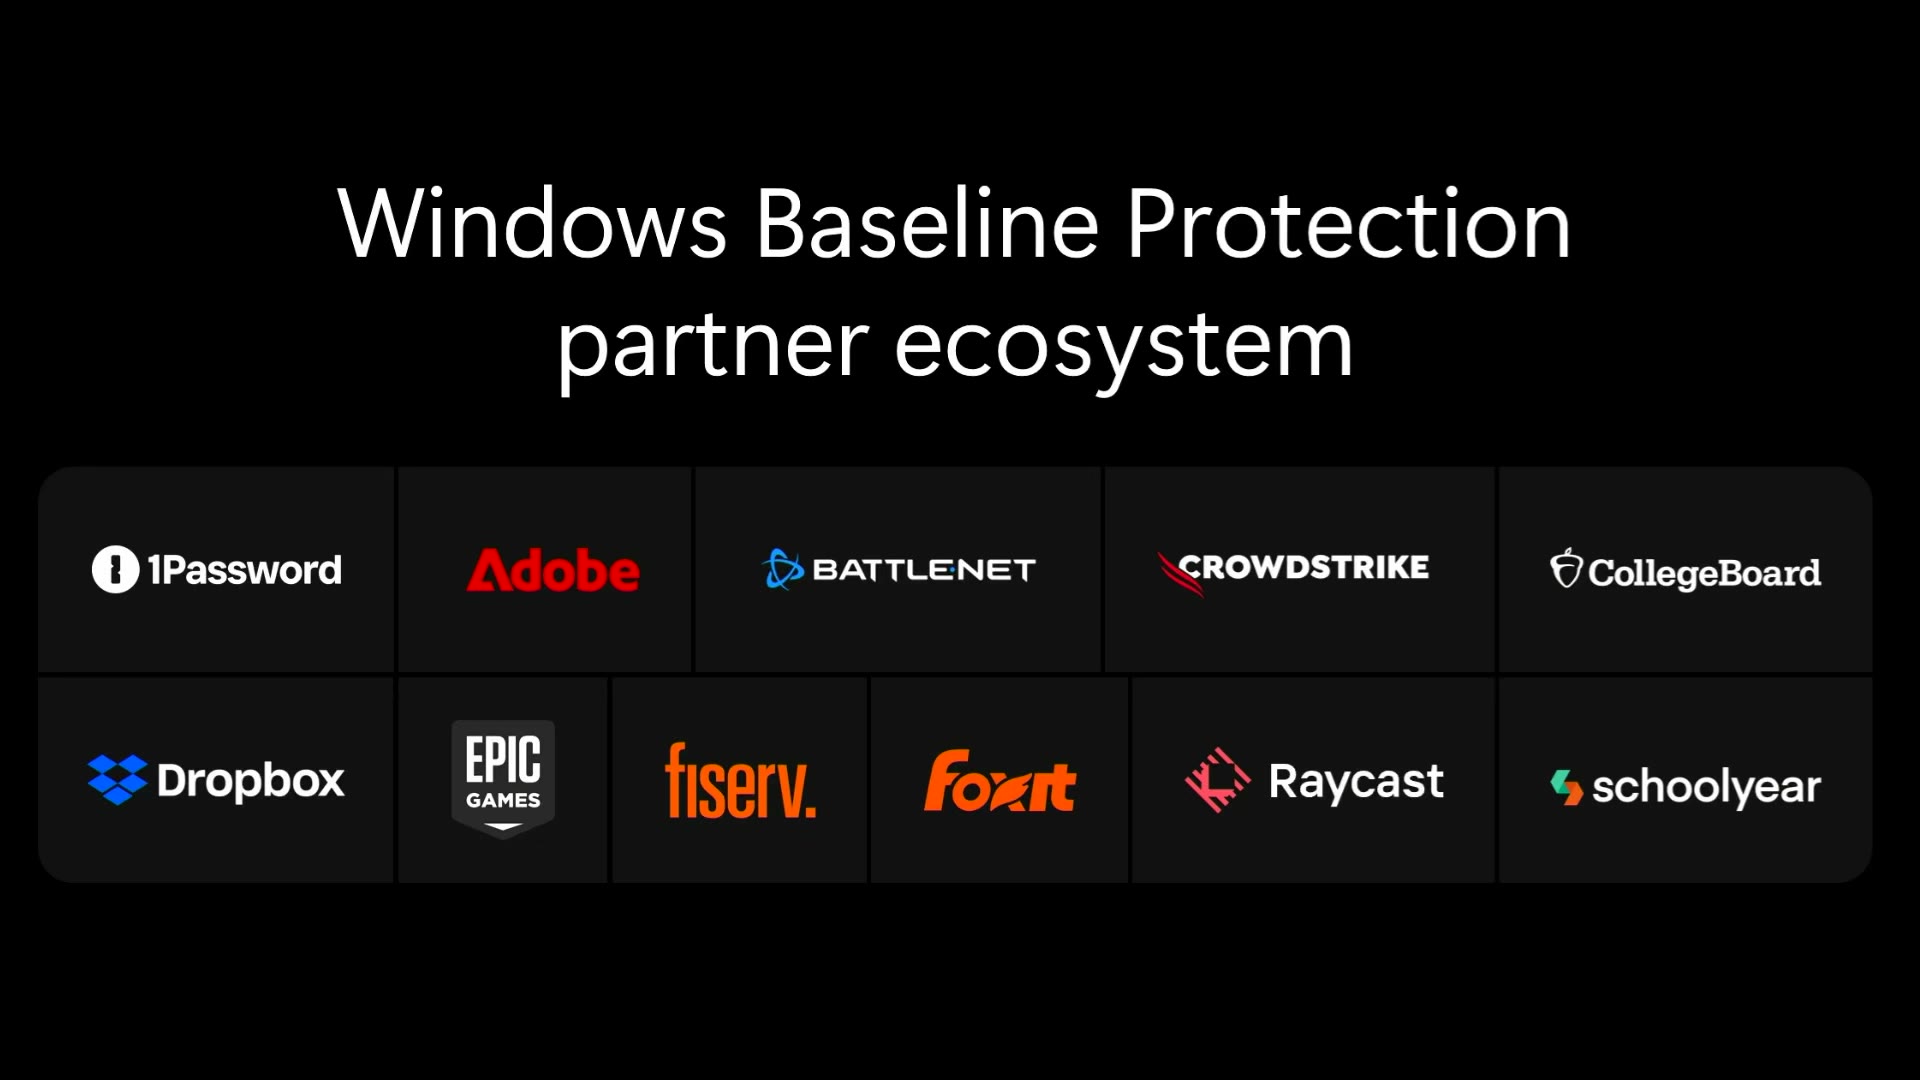 Windows Baseline Protection
partner ecosystem
1Password
Adobe
BATTLE.NET
CROWDSTRIKE
CollegeBoard
Dropbox
EPIC
GAMES
fiserv.
foxit
Raycast
schoolyear